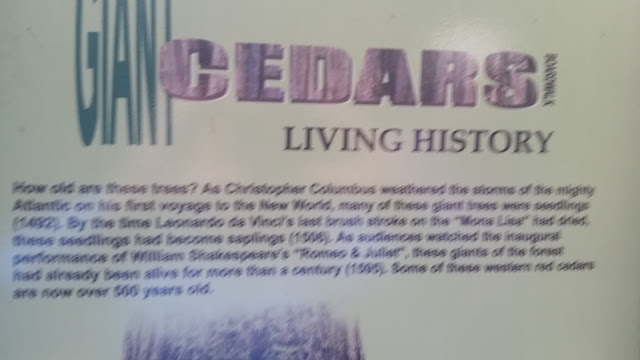 GIANT
CEDARS
BOARDWALK
LIVING HISTORY
How old are these trees? As Christopher Columbus weathered the storms of the mighty
Atlantic on his first voyage to the New World, many of these giant trees were seedlings
(1492). By the time Leonardo da Vinci's last brush stroke on the "Mona Lisa" had dried,
these seedlings had become saplings (1506). As audiences watched the inaugural
performance of William Shakespeare's "Romeo & Juliet", these giants of the forest
had already been alive for more than a century (1595). Some of these western red cedars
are now over 500 years old.